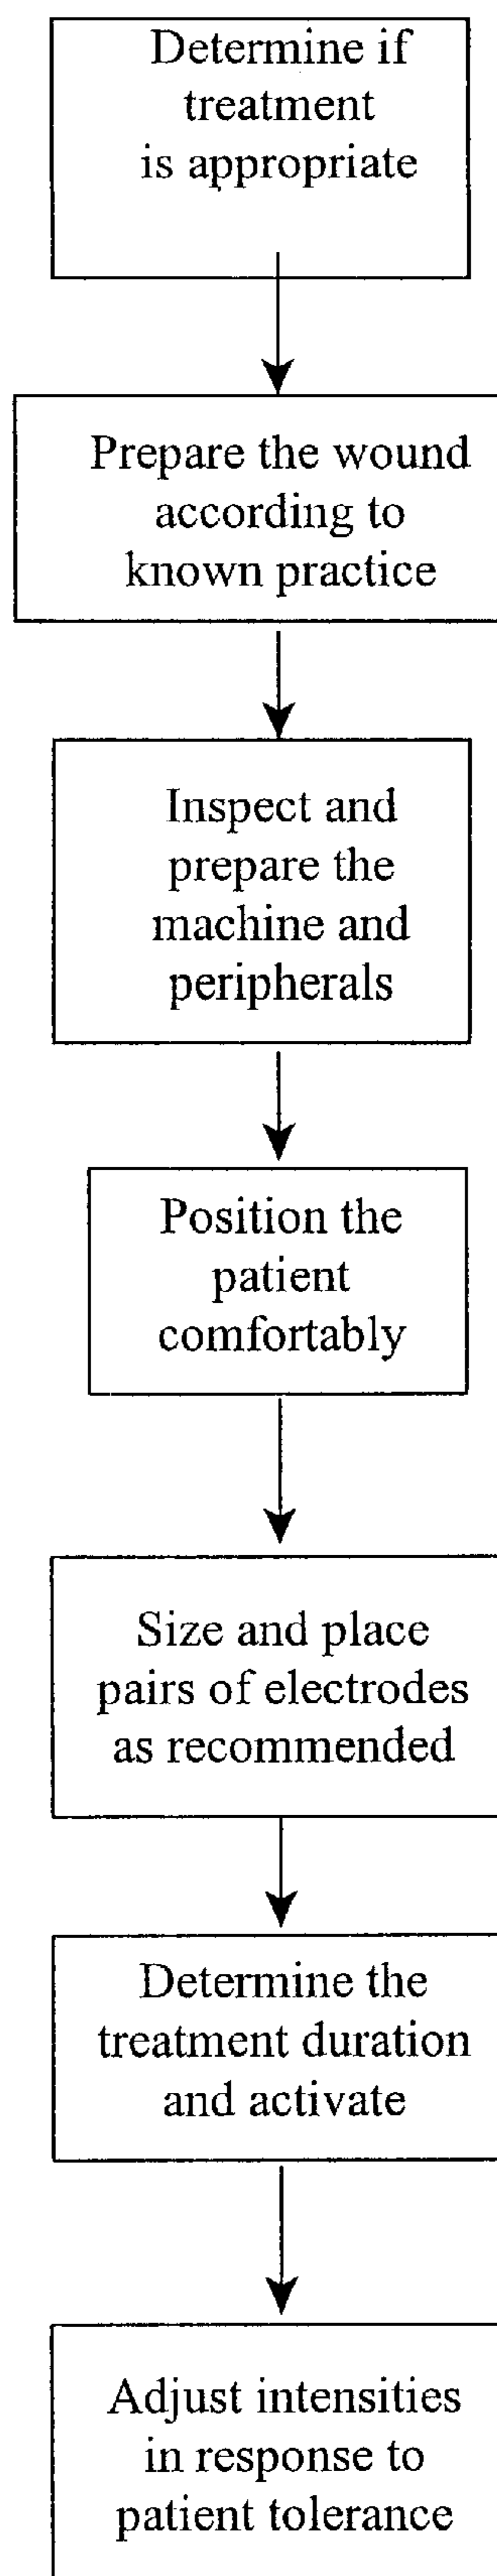 Determine if
treatment
is appropriate
Prepare the wound
according to
known practice
Inspect and
prepare the
machine and
peripherals
Position the
patient
comfortably
Size and place
pairs of electrodes
as recommended
Determine the
treatment duration
and activate
Adjust intensities
in response to
patient tolerance